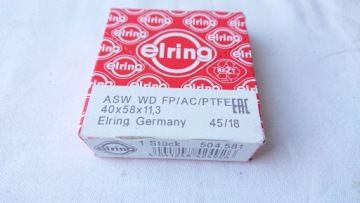 elring
ASW WD FP/AC/PTFE EAC
40x58x11,3
Elring Germany 45/18
1 Stück 504.581